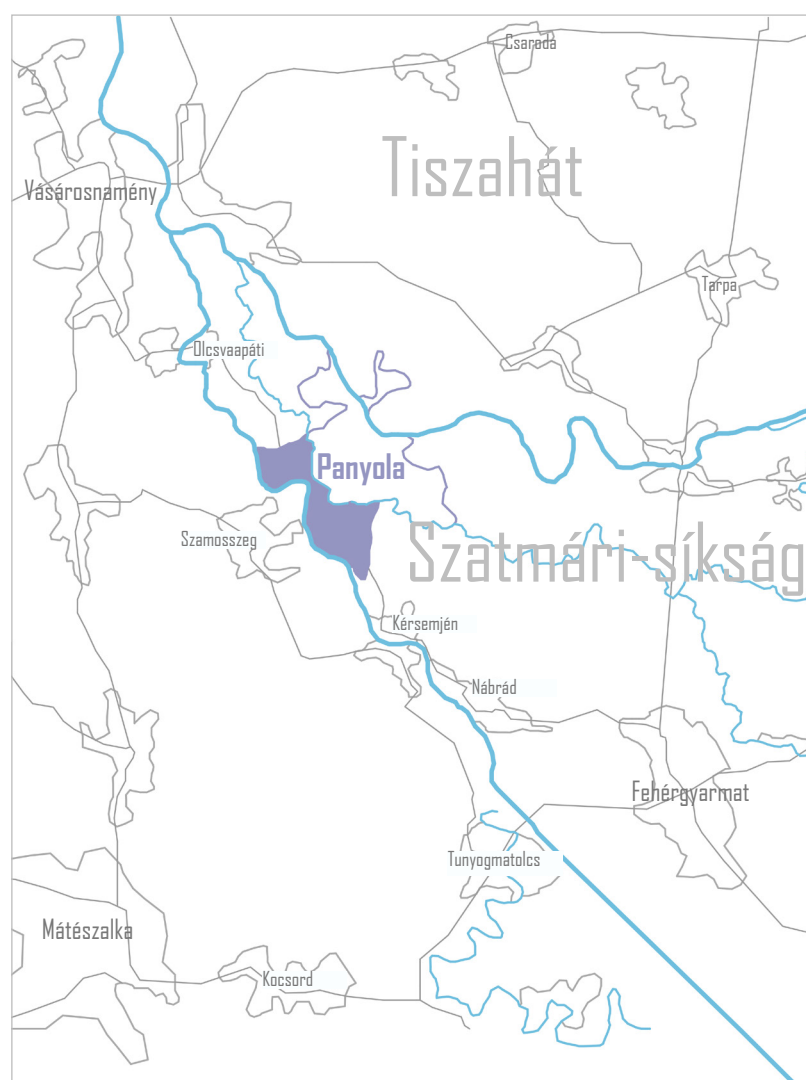 Csaroda
Tiszahát
Vásárosnamény
Tarpa
Olcsvaapáti
Panyola
Szamosszeg
Szatmári-síkság
Kérsemjén
Nábrád
Fehérgyarmat
Tunyogmatolcs
Mátészalka
Kocsord